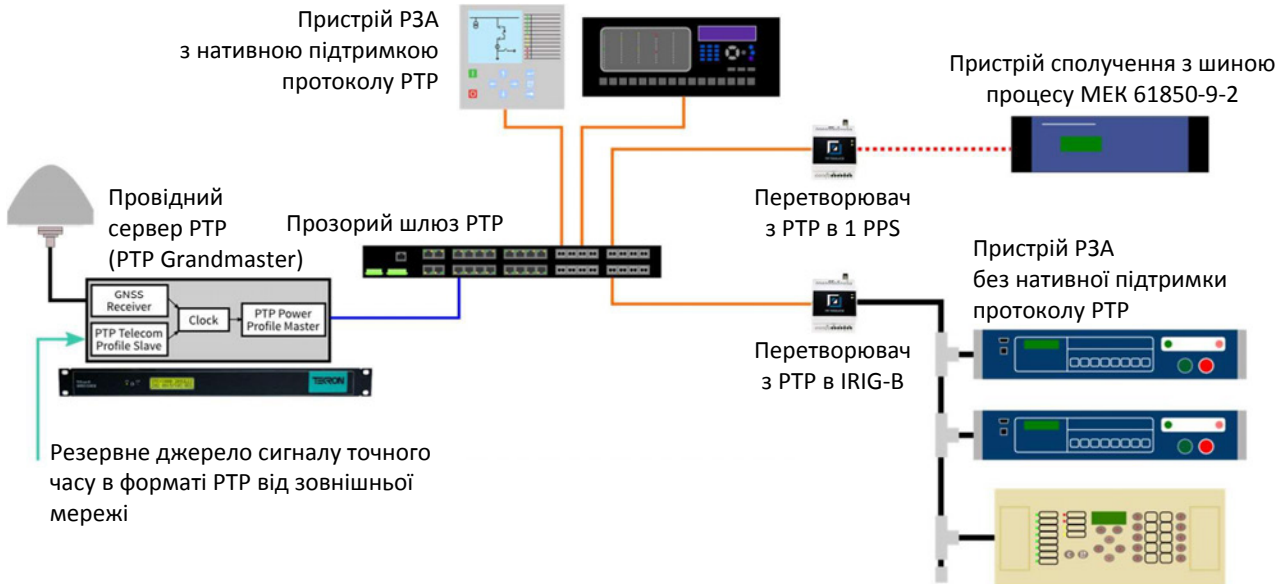 Пристрій РЗА
з нативною підтримкою
протоколу PTP
Пристрій сполучення з шиною
процесу МЕК 61850-9-2
Провідний
сервер PTP
(PTP Grandmaster)
Прозорий шлюз PTP
Перетворювач
з PTP в 1 PPS
Пристрій РЗА
без нативної підтримки
протоколу PTP
GNSS
Receiver
PTP Telecom
Profile Slave
Clock
PTP Power
Profile Master
Перетворювач
з PTP в IRIG-B
TEKRON
Резервне джерело сигналу точного
часу в форматі PTP від зовнішньої
мережі